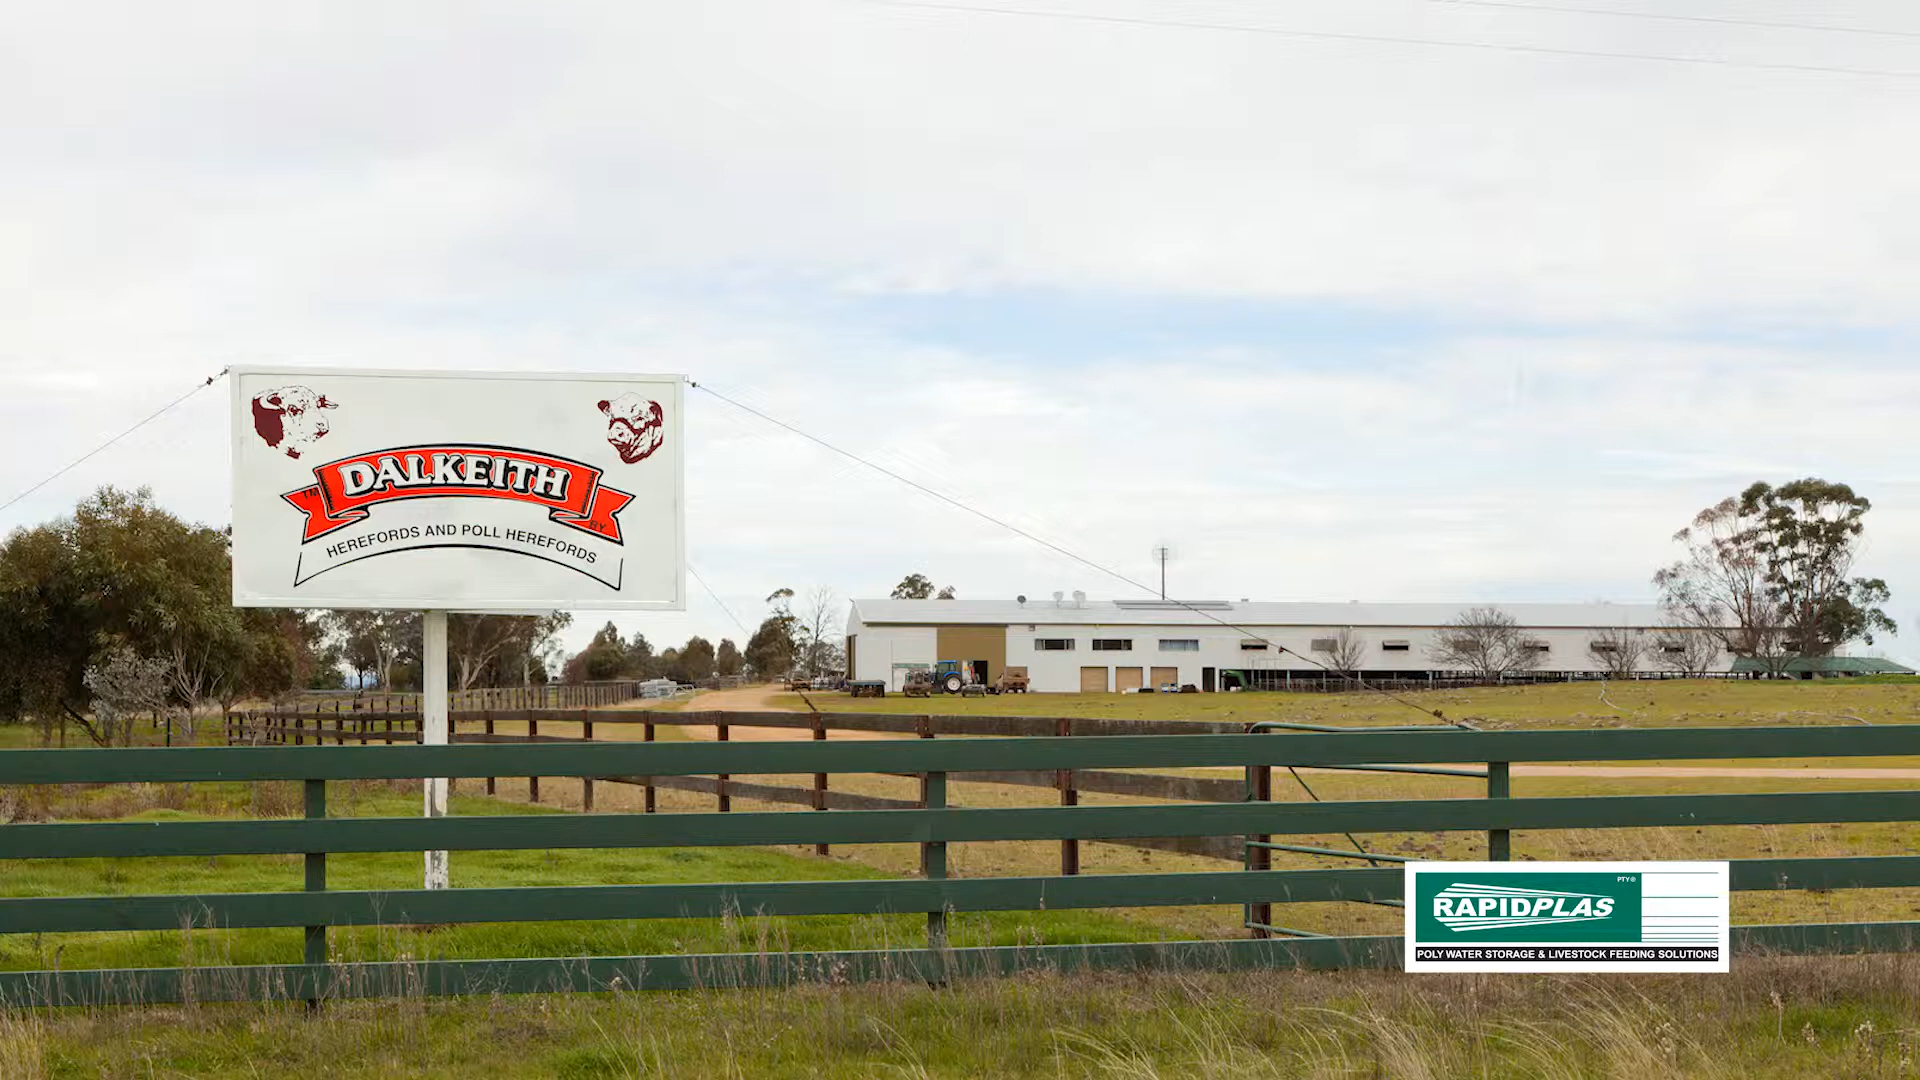 DALKEITH
TM
BY
HEREFORDS AND POLL HEREFORDS
PTY®
RAPIDPLAS
POLY WATER STORAGE & LIVESTOCK FEEDING SOLUTIONS